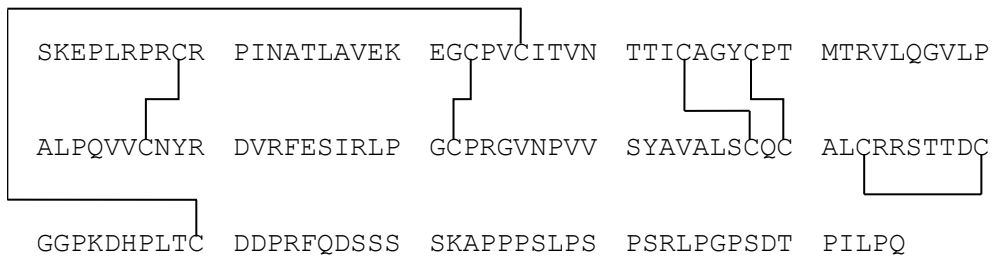 SKEPLRPRCR PINATLAVEK EGCPVCITVN TTICAGYCPT MTRVLQGVLP
ALPQVVCNYR DVRFESIRLP GCPRGVNPVV SYAVALSCQC ALCRRSTTDC
GGPKDHPLTC DDPRFQDSSS SKAPPPSLPS PSRLPGPSDT PILPQ